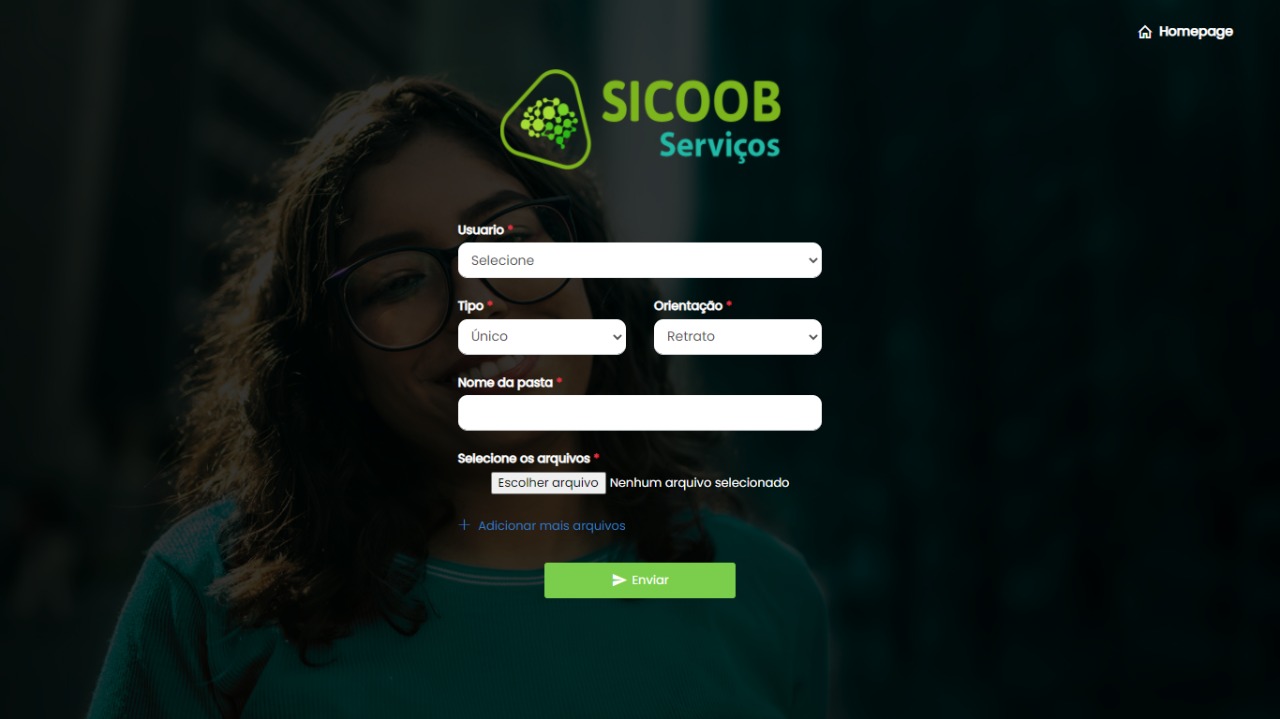 Homepage
SICOOB
Serviços
Usuario *
Selecione
Tipo * Orientação *
Único Retrato
Nome da pasta *
Selecione os arquivos *
Escolher arquivo Nenhum arquivo selecionado
+ Adicionar mais arquivos
Enviar